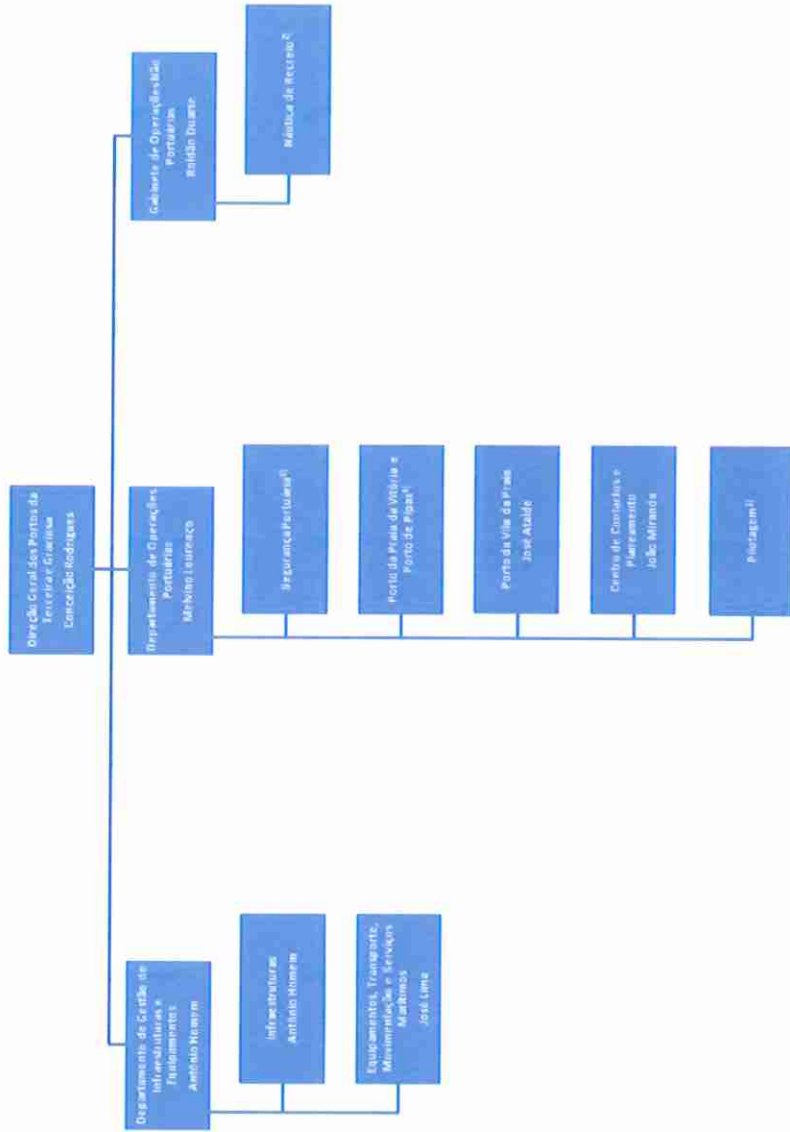 Direção Geral dos Portos da
Terceira e Graciosa
Conceição Rodrigues
Departamento de Gestão de
Infraestruturas e
Equipamentos
António Homem
Infraestruturas
António Homem
Equipamentos, Transporte,
Movimentação e Serviços
Marítimos
José Lima
Departamento de Operações
Portuárias
Melvino Lourenço
Segurança Portuária
Porto da Praia da Vitória e
Porto de Pipas
Porto da Vila da Praia
José Ataíde
Centro de Contactos e
Planeamento
João Miranda
Pilotagem
Gabinete de Operações Não
Portuárias
Roldão Duarte
Náutica de Recreio